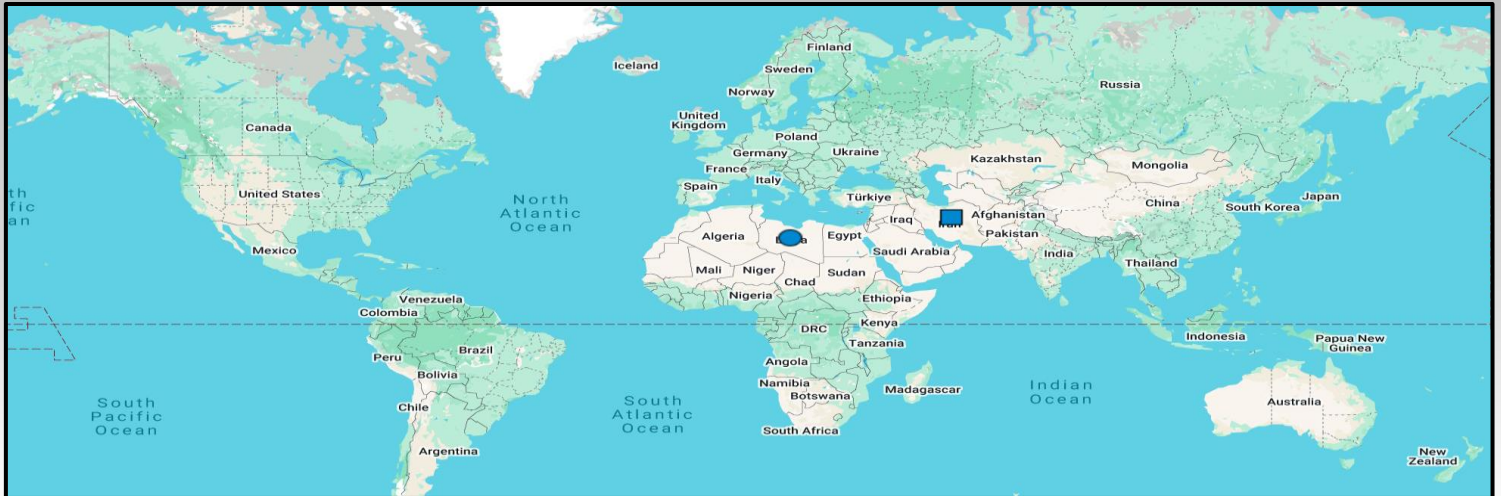 Finland
Iceland
Sweden
Russia
Norway
United
Kingdom
Canada
Poland
Germany
Ukraine
Kazakhstan
Mongolia
France
Italy
Spain
United States
th
fic
an
North
Atlantic
Ocean
Türkiye
China
Japan
South Korea
Iraq
Afghanistan
Algeria
Egypt
Pakistan
Mexico
Saudi Arabia
India
Thailand
Mali
Niger
Sudan
Chad
Nigeria
Ethiopia
Venezuela
Colombia
DRC
Kenya
Indonesia
Papua New
Guinea
Tanzania
Peru
Brazil
Angola
Bolivia
Namibia
Botswana
Madagascar
Indian
Ocean
South
Pacific
Ocean
Chile
South
Atlantic
Ocean
Australia
South Africa
Argentina
New
Zealand